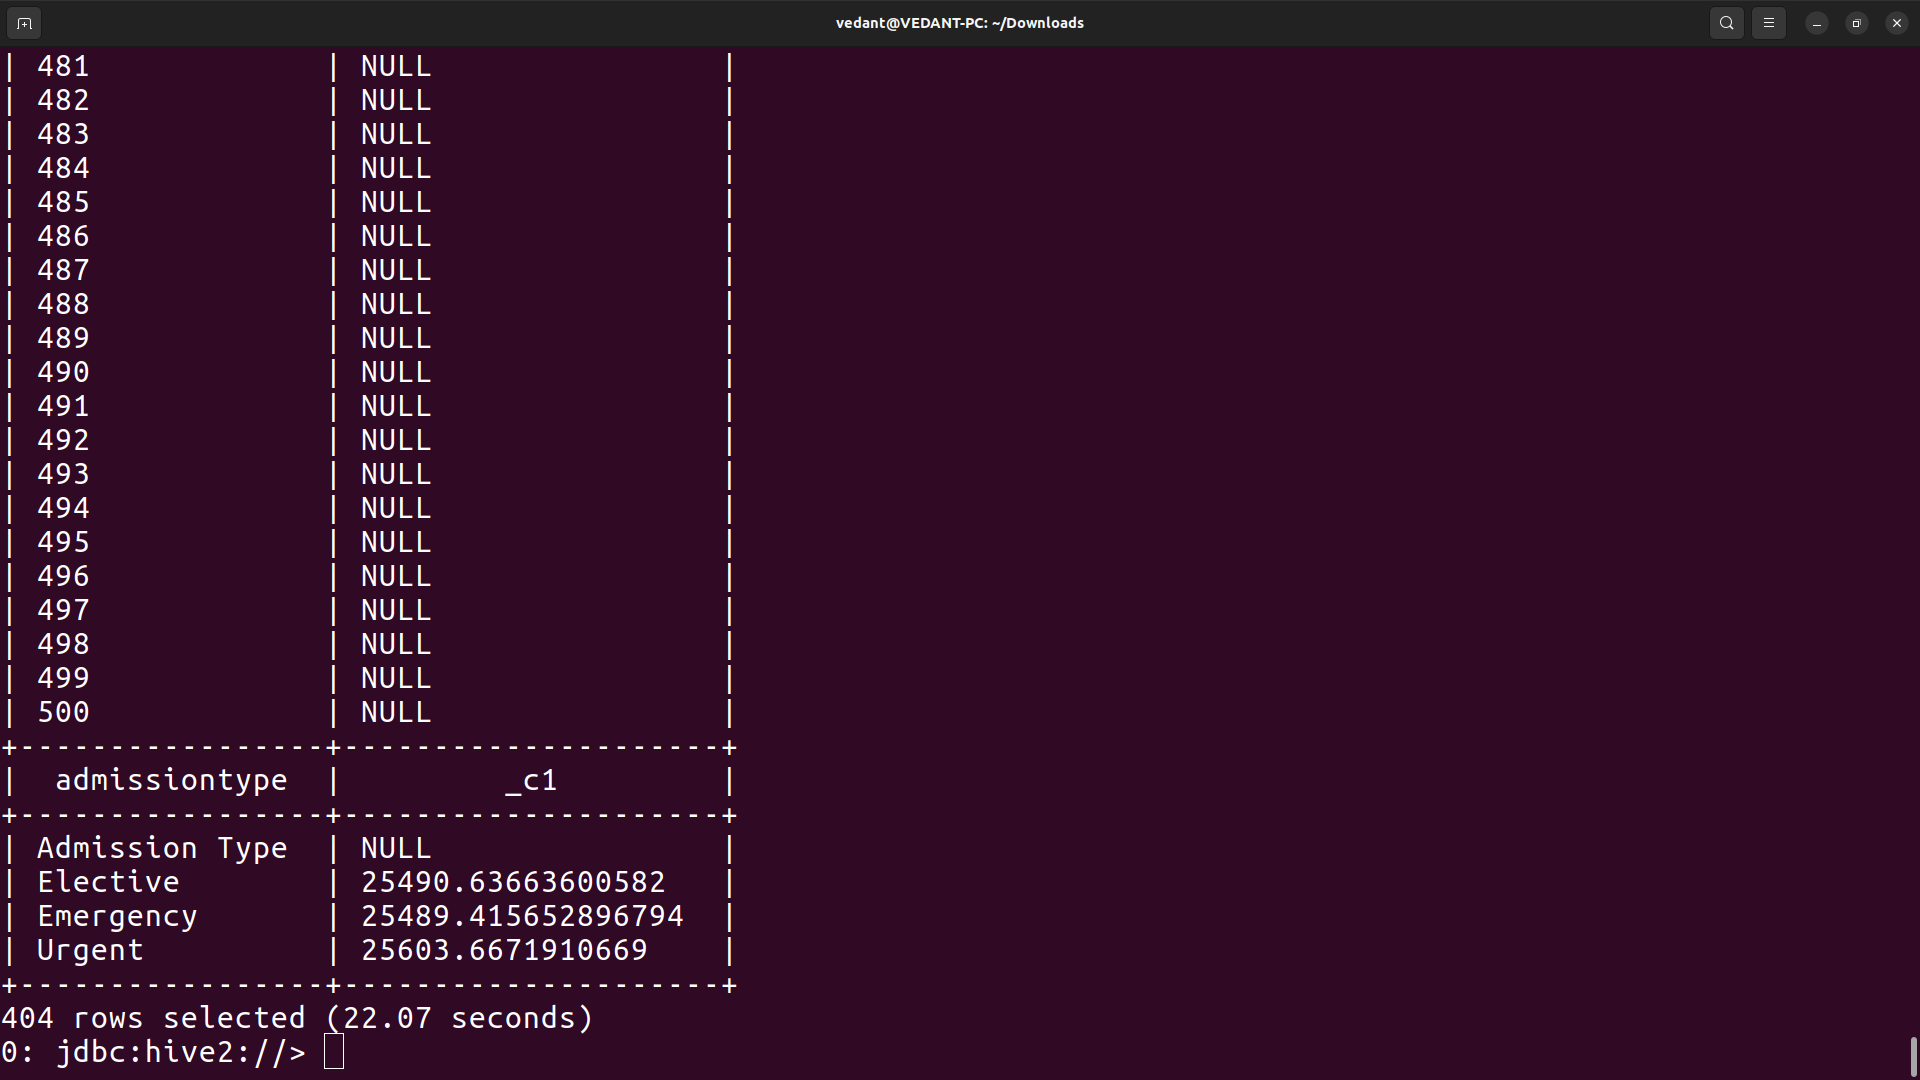 vedant@VEDANT-PC: ~/Downloads
| 481             | NULL                |
| 482             | NULL                |
| 483             | NULL                |
| 484             | NULL                |
| 485             | NULL                |
| 486             | NULL                |
| 487             | NULL                |
| 488             | NULL                |
| 489             | NULL                |
| 490             | NULL                |
| 491             | NULL                |
| 492             | NULL                |
| 493             | NULL                |
| 494             | NULL                |
| 495             | NULL                |
| 496             | NULL                |
| 497             | NULL                |
| 498             | NULL                |
| 499             | NULL                |
| 500             | NULL                |
+-----------------+---------------------+
|  admissiontype  |         _c1         |
+-----------------+---------------------+
| Admission Type  | NULL                |
| Elective        | 25490.63663600582   |
| Emergency       | 25489.415652896794  |
| Urgent          | 25603.6671910669    |
+-----------------+---------------------+
404 rows selected (22.07 seconds)
0: jdbc:hive2://>